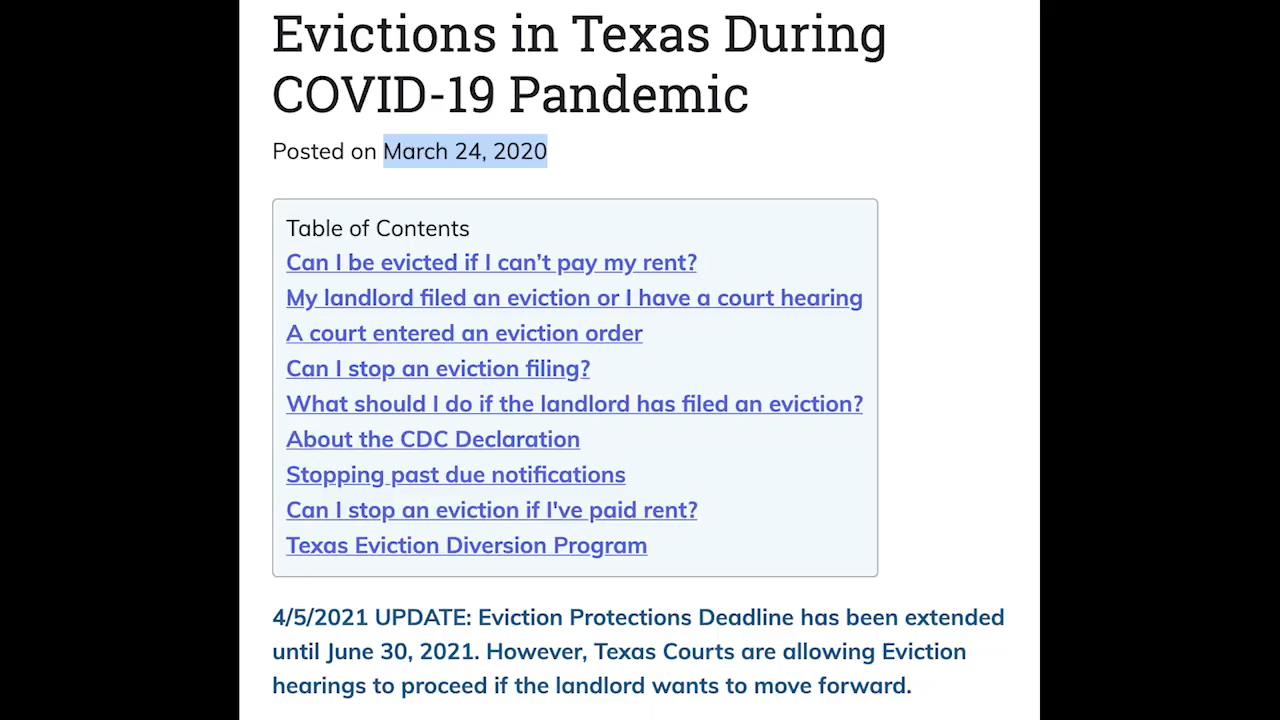 Evictions in Texas During
COVID-19 Pandemic
Posted on March 24, 2020
Table of Contents
Can I be evicted if I can't pay my rent?
My landlord filed an eviction or I have a court hearing
A court entered an eviction order
Can I stop an eviction filing?
What should I do if the landlord has filed an eviction?
About the CDC Declaration
Stopping past due notifications
Can I stop an eviction if I've paid rent?
Texas Eviction Diversion Program
4/5/2021 UPDATE: Eviction Protections Deadline has been extended
until June 30, 2021. However, Texas Courts are allowing Eviction
hearings to proceed if the landlord wants to move forward.